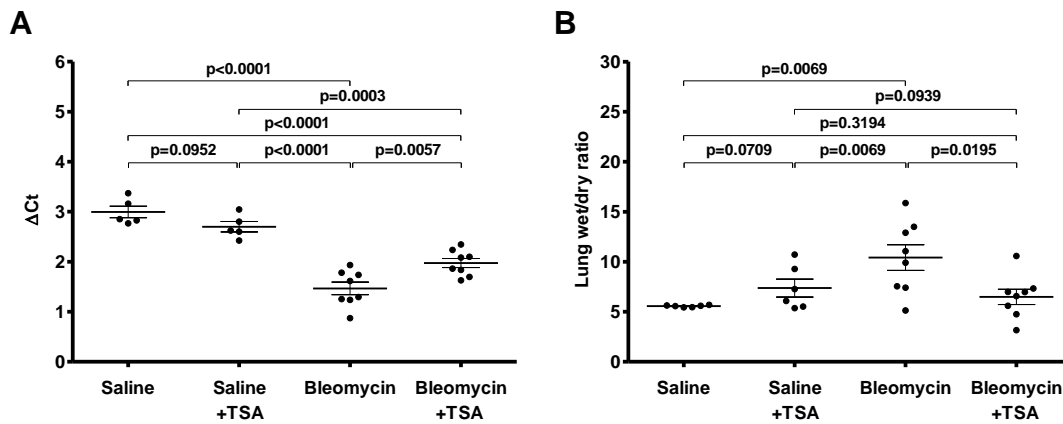 A
6
p<0.0001
5
p=0.0003
p<0.0001
4
p=0.0952 p<0.0001 p=0.0057
ΔCt
3
2
1
0
Saline Saline Bleomycin Bleomycin
+TSA +TSA
B
30
p=0.0069
25
p=0.0939
p=0.3194
20
p=0.0709 p=0.0069 p=0.0195
Lung wet/dry ratio
15
10
5
0
Saline Saline Bleomycin Bleomycin
+TSA +TSA